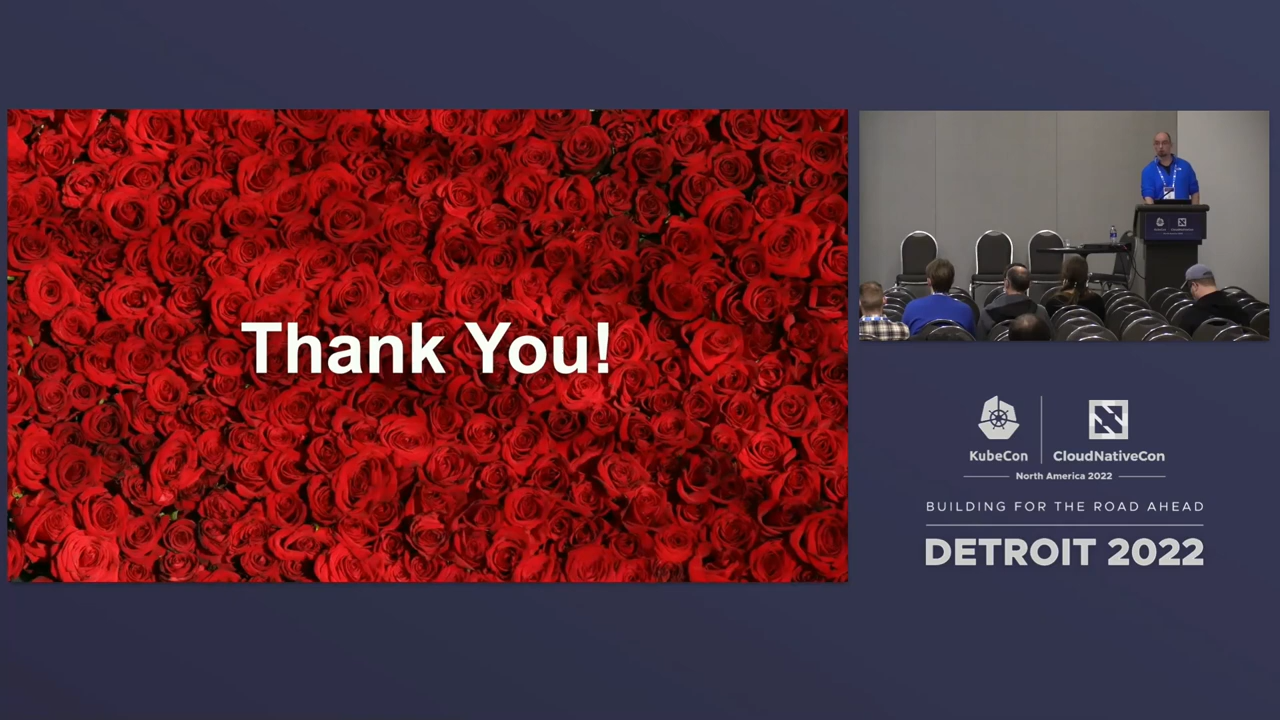 Thank You!
KubeCon
CloudNativeCon
North America 2022
BUILDING FOR THE ROAD AHEAD
DETROIT 2022